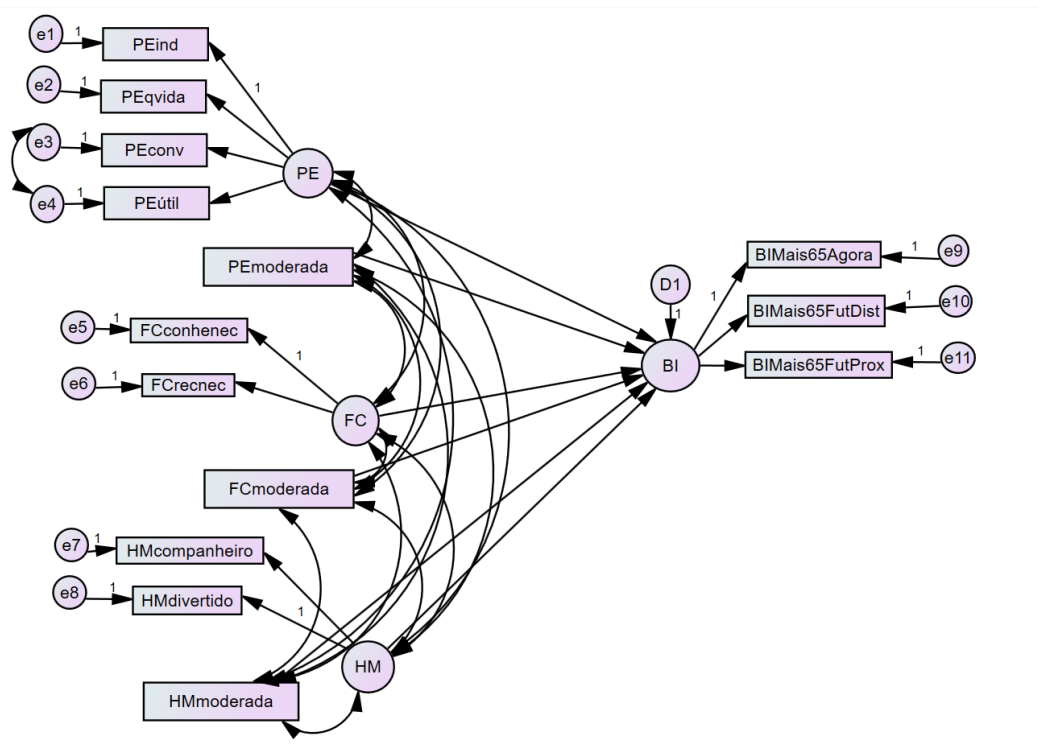 e1
1
PEind
e2
1
PEqvida
e3
1
PEconv
e4
1
PEútil
1
PE
PEmoderada
e5
1
FCconhenec
e6
1
FCrecnec
1
FC
FCmoderada
e7
1
HMcompanheiro
e8
1
HMdivertido
1
HM
HMmoderada
D1
1
BI
1
BIMais65Agora
1
e9
BIMais65FutDist
1
e10
BIMais65FutProx
1
e11